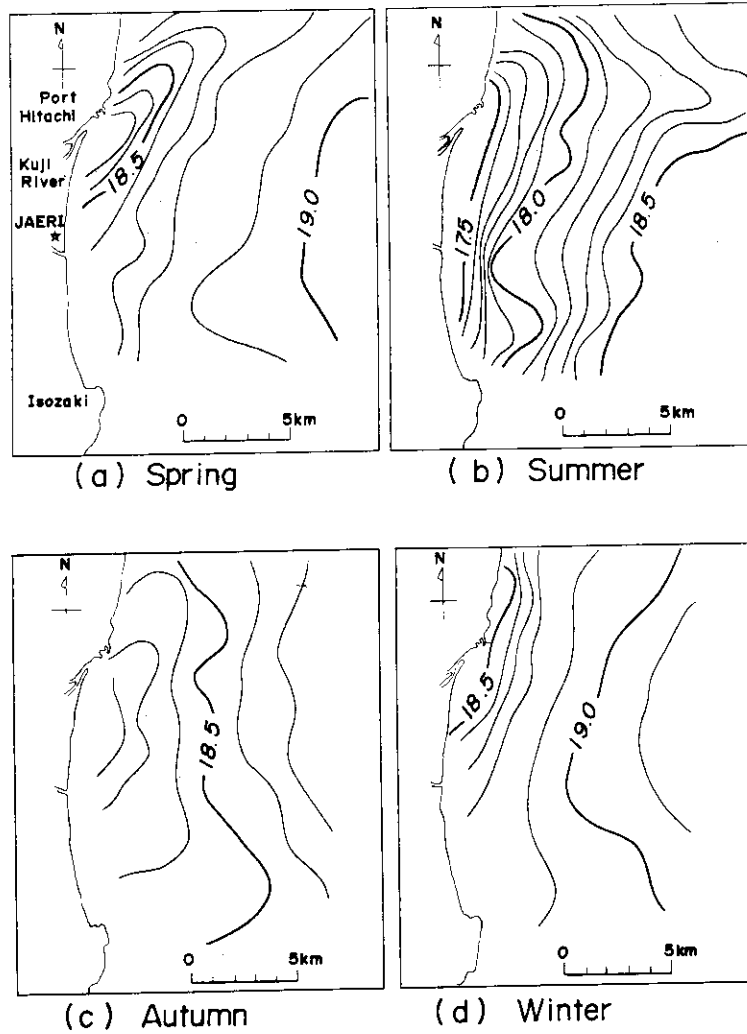 N
Port
Hitachi
Kuji
River
JAERI
18.5
19.0
Isozaki
0 5km
(a) Spring
N
17.5
18.0
18.5
0 5km
(b) Summer
N
18.5
0 5km
(c) Autumn
N
18.5
19.0
0 5km
(d) Winter